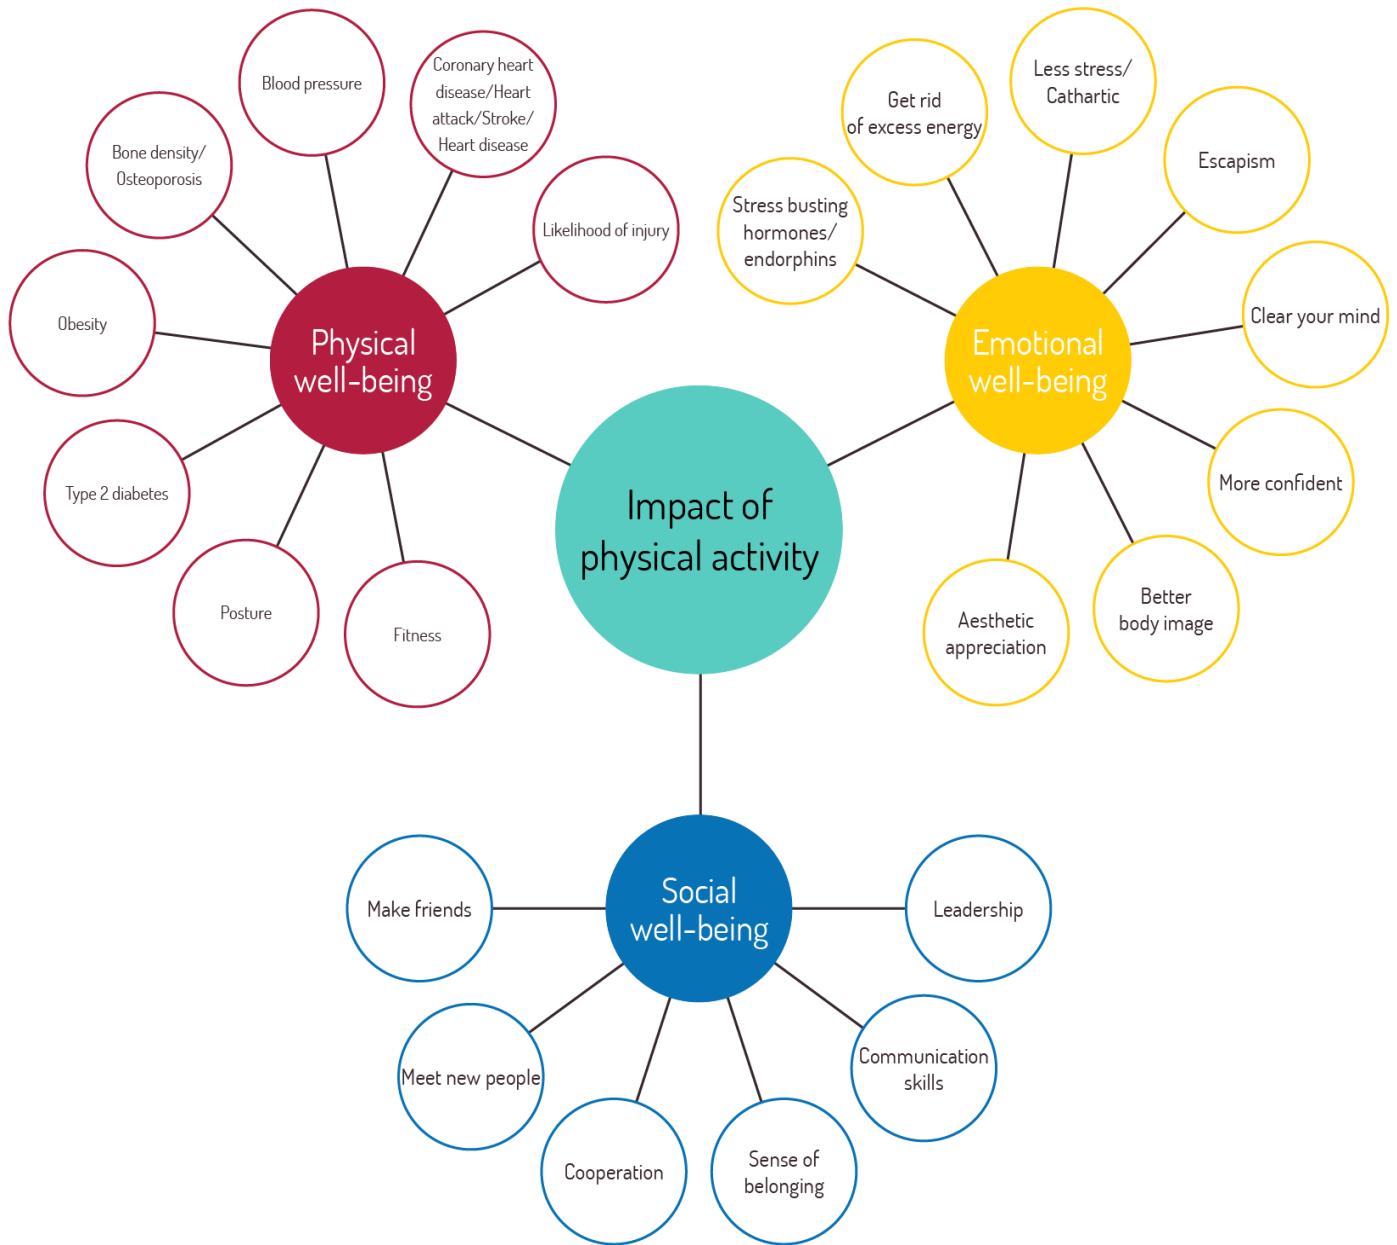 Blood pressure
Coronary heart
disease/Heart
attack/Stroke/
Heart disease
Bone density/
Osteoporosis
Likelihood of injury
Obesity
Physical
well-being
Type 2 diabetes
Posture
Fitness
Less stress/
Cathartic
Get rid
of excess energy
Escapism
Stress busting
hormones/
endorphins
Clear your mind
Emotional
well-being
More confident
Better
body image
Aesthetic
appreciation
Impact of
physical activity
Social
well-being
Make friends
Leadership
Meet new people
Communication
skills
Cooperation
Sense of
belonging